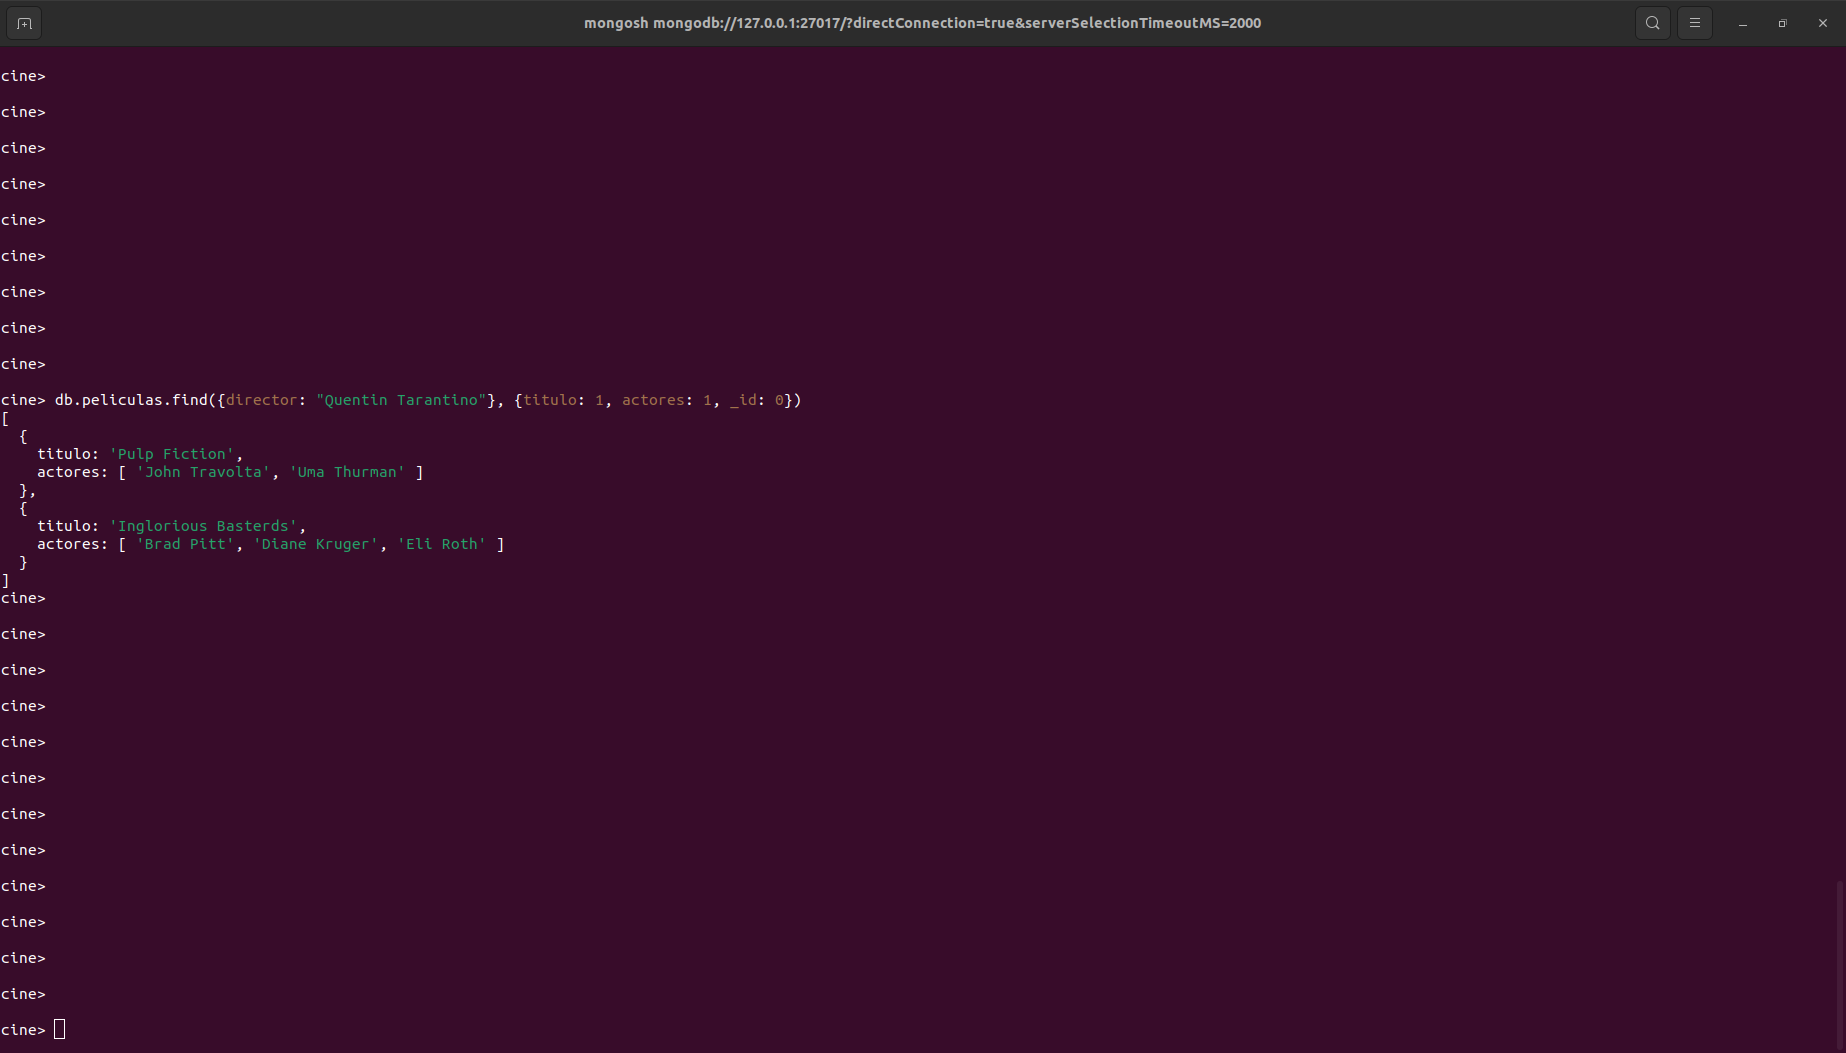 mongosh mongodb://127.0.0.1:27017/?directConnection=true&serverSelectionTimeoutMS=2000
cine>
cine>
cine>
cine>
cine>
cine>
cine>
cine>
cine>
cine> db.peliculas.find({director: "Quentin Tarantino"}, {titulo: 1, actores: 1, _id: 0})
[
  {
    titulo: 'Pulp Fiction',
    actores: [ 'John Travolta', 'Uma Thurman' ]
  },
  {
    titulo: 'Inglorious Basterds',
    actores: [ 'Brad Pitt', 'Diane Kruger', 'Eli Roth' ]
  }
]
cine>
cine>
cine>
cine>
cine>
cine>
cine>
cine>
cine>
cine>
cine>
cine>
cine>